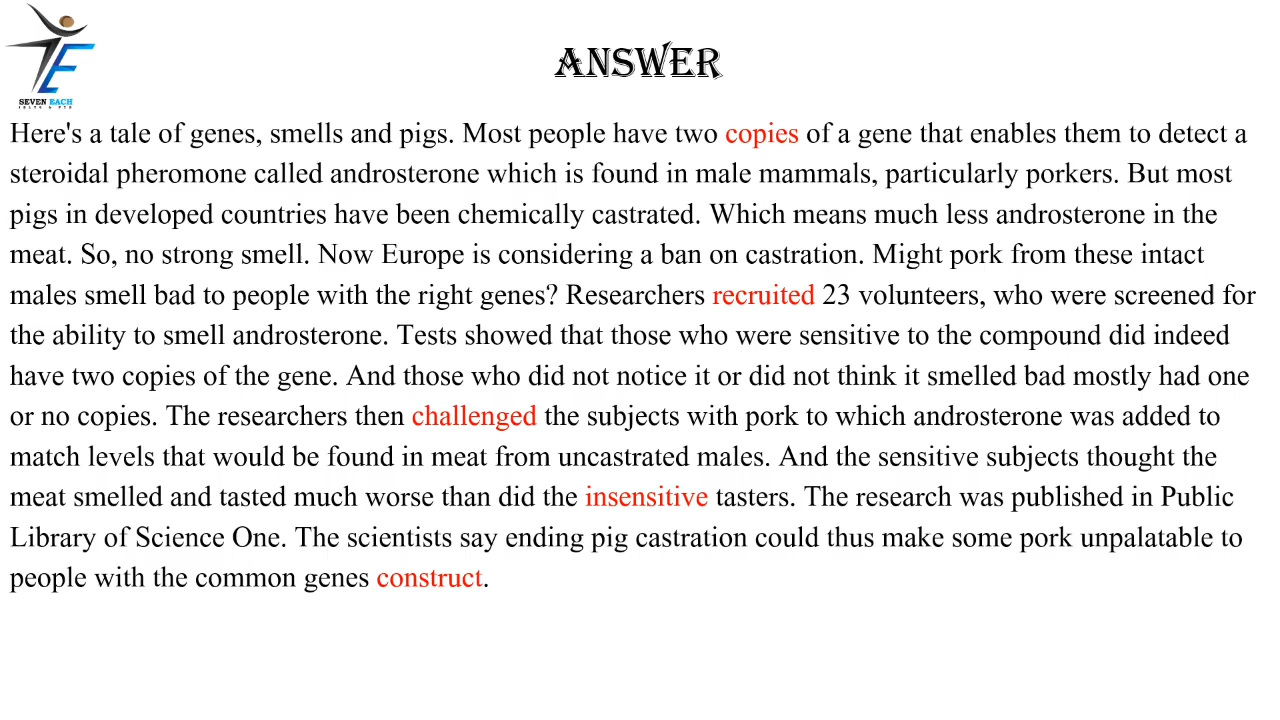 SEVEN EACH
IELTS & PTE
ANSWER
Here's a tale of genes, smells and pigs. Most people have two copies of a gene that enables them to detect a
steroidal pheromone called androsterone which is found in male mammals, particularly porkers. But most
pigs in developed countries have been chemically castrated. Which means much less androsterone in the
meat. So, no strong smell. Now Europe is considering a ban on castration. Might pork from these intact
males smell bad to people with the right genes? Researchers recruited 23 volunteers, who were screened for
the ability to smell androsterone. Tests showed that those who were sensitive to the compound did indeed
have two copies of the gene. And those who did not notice it or did not think it smelled bad mostly had one
or no copies. The researchers then challenged the subjects with pork to which androsterone was added to
match levels that would be found in meat from uncastrated males. And the sensitive subjects thought the
meat smelled and tasted much worse than did the insensitive tasters. The research was published in Public
Library of Science One. The scientists say ending pig castration could thus make some pork unpalatable to
people with the common genes construct.